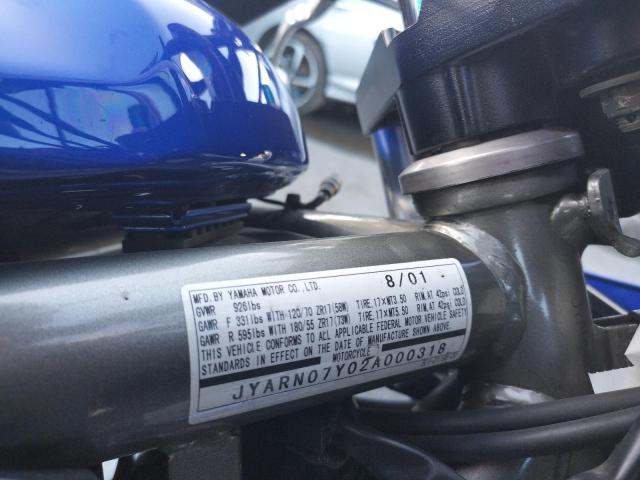 MFD. BY YAMAHA MOTOR CO., LTD. 8/01
GVWR 926lbs
GAWR F 331lbs WITH 120/70 ZR17(58W) TIRE, 17×MT3.50 RIM, AT 42psi COLD
GAWR R 595lbs WITH 180/55 ZR17(73W) TIRE, 17×MT5.50 RIM, AT 42psi COLD
THIS VEHICLE CONFORMS TO ALL APPLICABLE FEDERAL MOTOR VEHICLE SAFETY
STANDARDS IN EFFECT ON THE DATE OF MANUFACTURE SHOWN ABOVE.
MOTORCYCLE
JYARN07Y02A000318